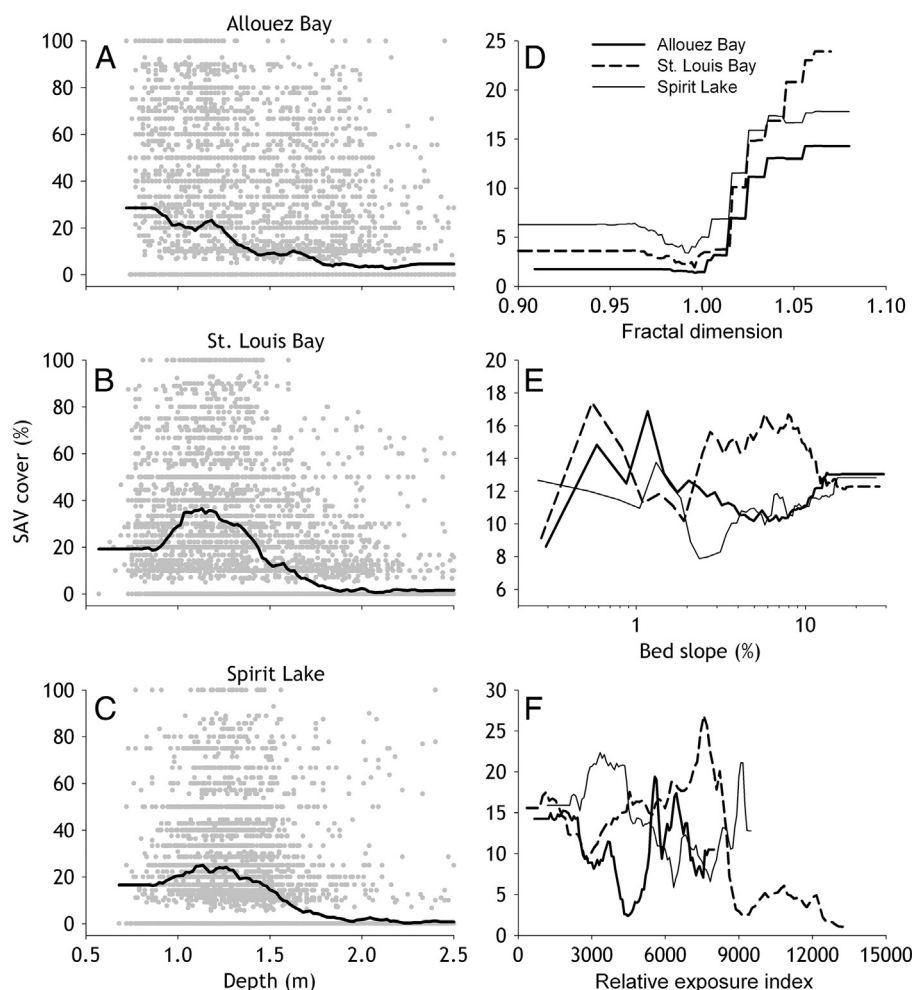 Allouez Bay
A
100
80
60
40
20
0
St. Louis Bay
B
100
80
60
40
20
0
SAV cover (%)
Spirit Lake
C
100
80
60
40
20
0
0.5 1.0 1.5 2.0 2.5
Depth (m)
D
Allouez Bay
St. Louis Bay
Spirit Lake
25
20
15
10
5
0
0.90 0.95 1.00 1.05 1.10
Fractal dimension
E
20
18
16
14
12
10
8
6
1 10
Bed slope (%)
F
30
25
20
15
10
5
0
0 3000 6000 9000 12000 15000
Relative exposure index